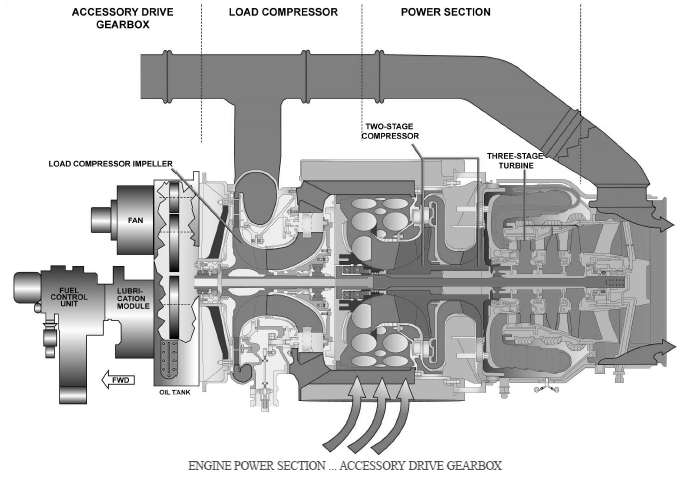 ACCESSORY DRIVE
GEARBOX
LOAD COMPRESSOR
POWER SECTION
TWO-STAGE
COMPRESSOR
LOAD COMPRESSOR IMPELLER
THREE-STAGE
TURBINE
FAN
FUEL
CONTROL
UNIT
LUBRI-
CATION
MODULE
FWD
OIL TANK
ENGINE POWER SECTION ... ACCESSORY DRIVE GEARBOX